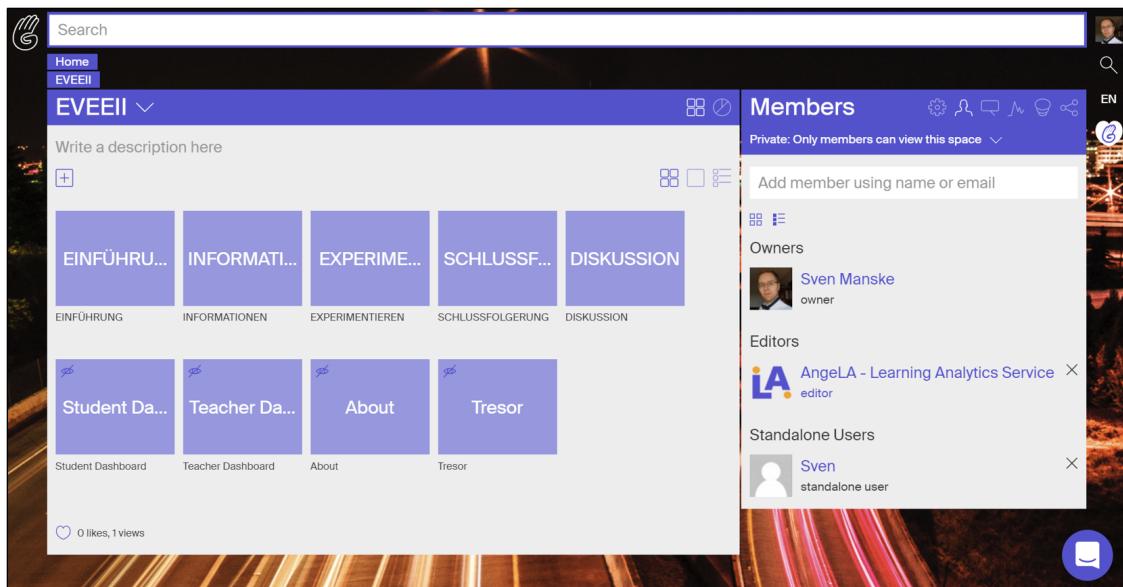 Search
Home
EVEEII
EVEEII
Write a description here
EINFÜHRU... INFORMATI... EXPERIME... SCHLUSSF... DISKUSSION
EINFÜHRUNG INFORMATIONEN EXPERIMENTIEREN SCHLUSSFOLGERUNG DISKUSSION
Student Da... Teacher Da... About Tresor
Student Dashboard Teacher Dashboard About Tresor
0 likes, 1 views
Members
Private: Only members can view this space
Add member using name or email
Owners
Sven Manske
owner
Editors
LA
AngeLA - Learning Analytics Service
editor
Standalone Users
Sven
standalone user
EN